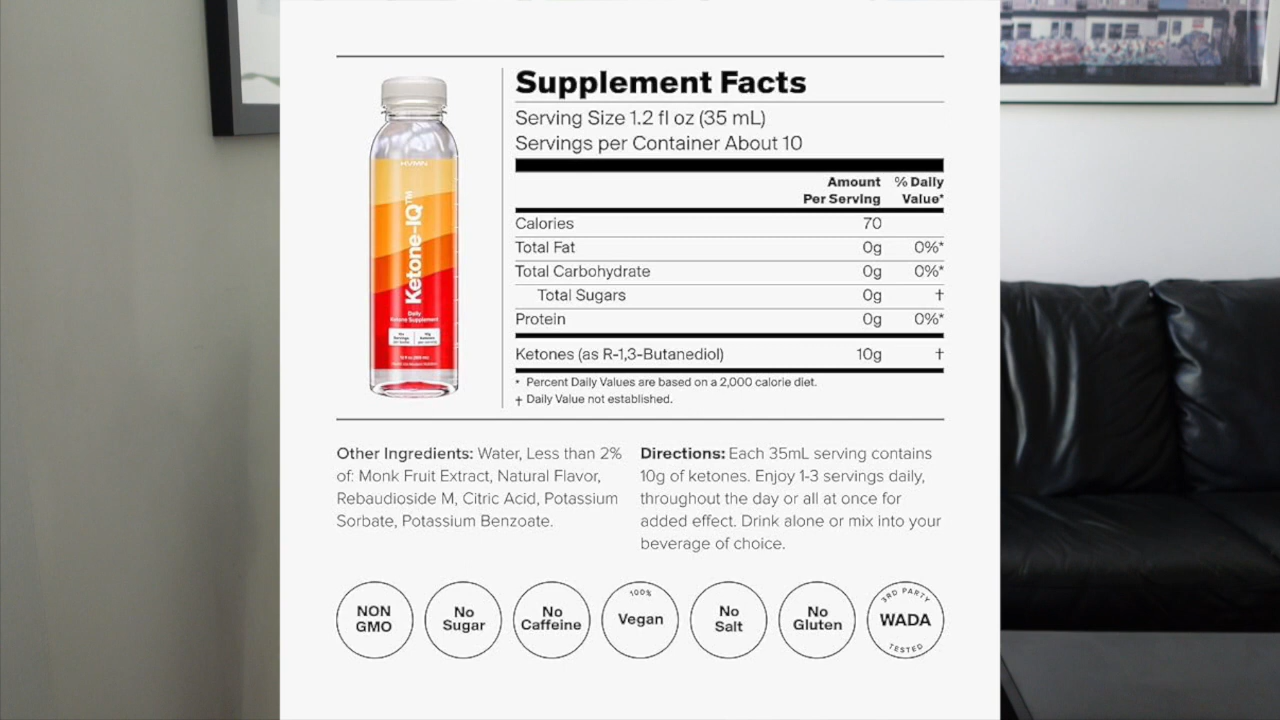 HVMN
Ketone-IQ™
Daily
Ketone Supplement
Supplement Facts
Serving Size 1.2 fl oz (35 mL)
Servings per Container About 10
Amount Per Serving
% Daily Value*
Calories 70
Total Fat 0g 0%*
Total Carbohydrate 0g 0%*
Total Sugars 0g †
Protein 0g 0%*
Ketones (as R-1,3-Butanediol) 10g †
* Percent Daily Values are based on a 2,000 calorie diet.
† Daily Value not established.
Other Ingredients: Water, Less than 2%
of: Monk Fruit Extract, Natural Flavor,
Rebaudioside M, Citric Acid, Potassium
Sorbate, Potassium Benzoate.
Directions: Each 35mL serving contains
10g of ketones. Enjoy 1-3 servings daily,
throughout the day or all at once for
added effect. Drink alone or mix into your
beverage of choice.
NON
GMO
No
Sugar
No
Caffeine
100%
Vegan
No
Salt
No
Gluten
3RD PARTY
WADA
TESTED